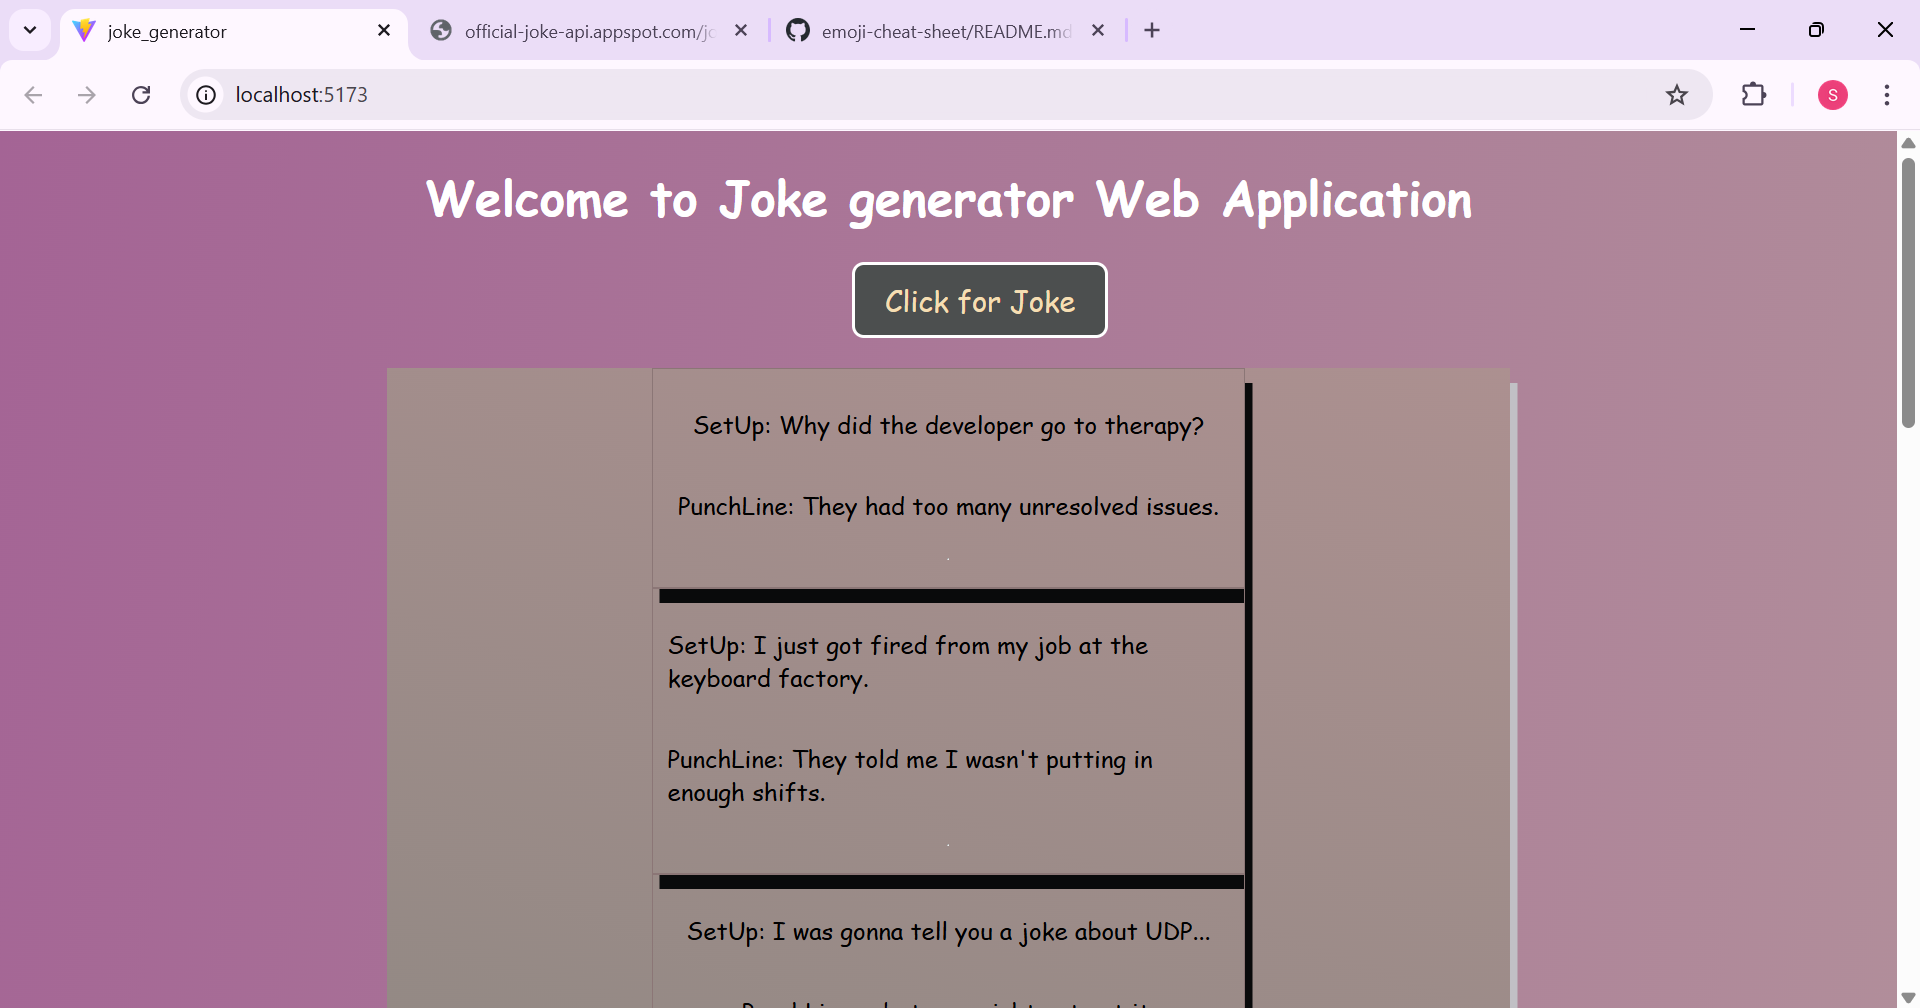 joke_generator
official-joke-api.appspot.com/jo
emoji-cheat-sheet/README.md
localhost:5173
S
Welcome to Joke generator Web Application
Click for Joke
SetUp: Why did the developer go to therapy?
PunchLine: They had too many unresolved issues.
.
SetUp: I just got fired from my job at the
keyboard factory.
PunchLine: They told me I wasn't putting in
enough shifts.
.
SetUp: I was gonna tell you a joke about UDP...